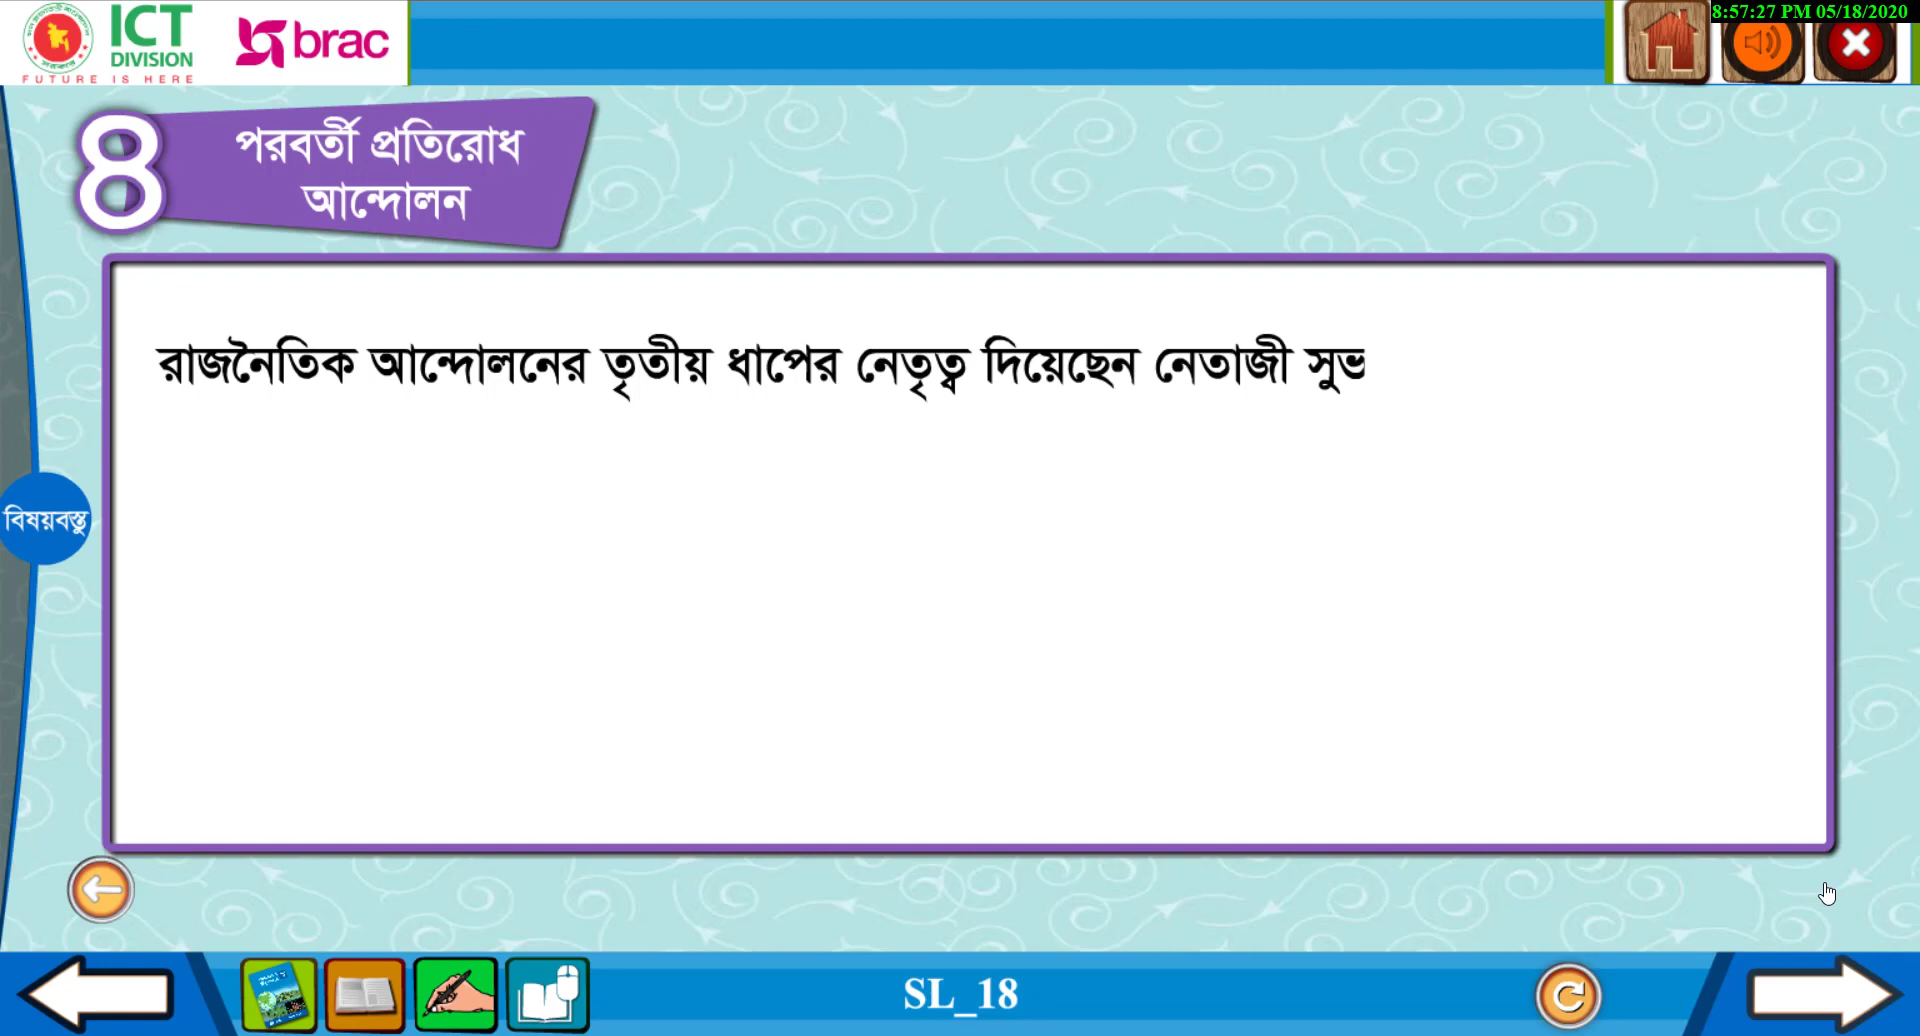 8:57:27 PM 05/18/2020
ICT
DIVISION
FUTURE IS HERE
brac
৪
পরবর্তী প্রতিরোধ
আন্দোলন
রাজনৈতিক আন্দোলনের তৃতীয় ধাপের নেতৃত্ব দিয়েছেন নেতাজী সুভ
বিষয়বস্তু
SL_18